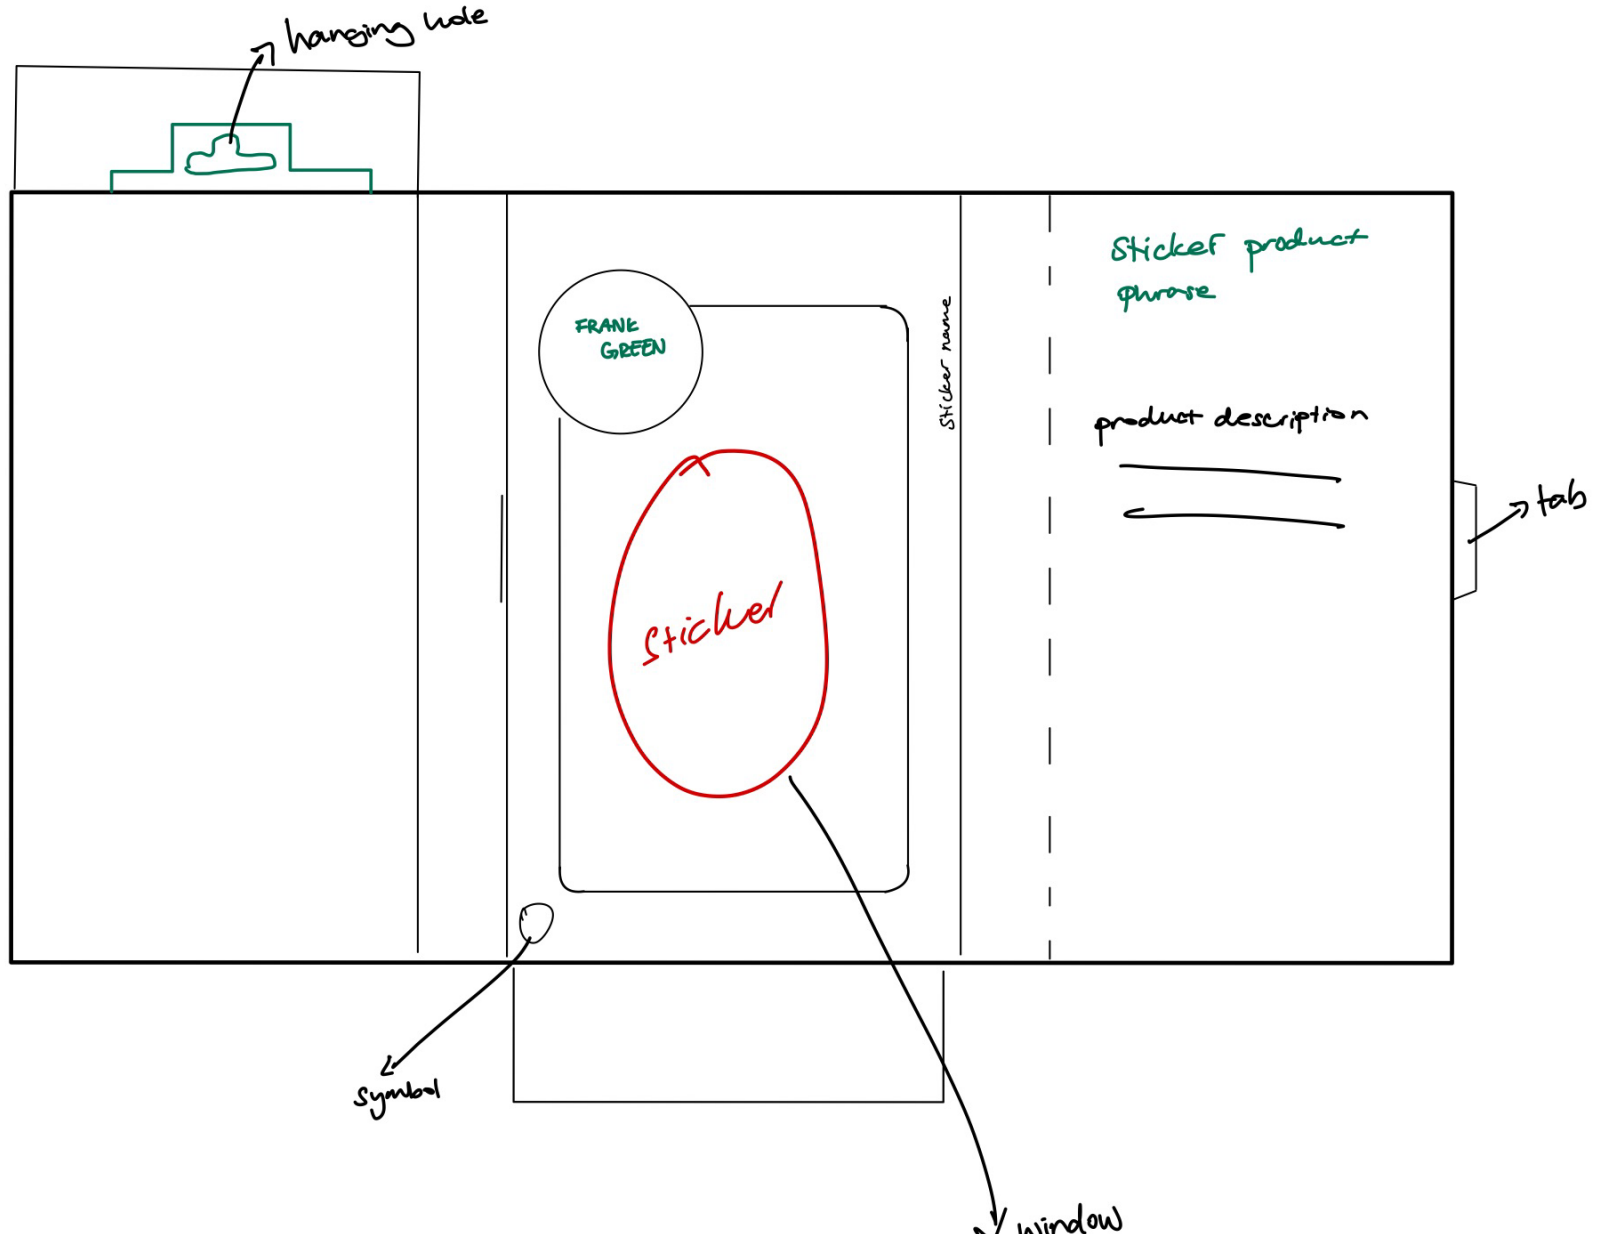 hanging hole
FRANK
GREEN
Sticker name
Sticker product
phrase
product description
tab
Sticker
symbol
window